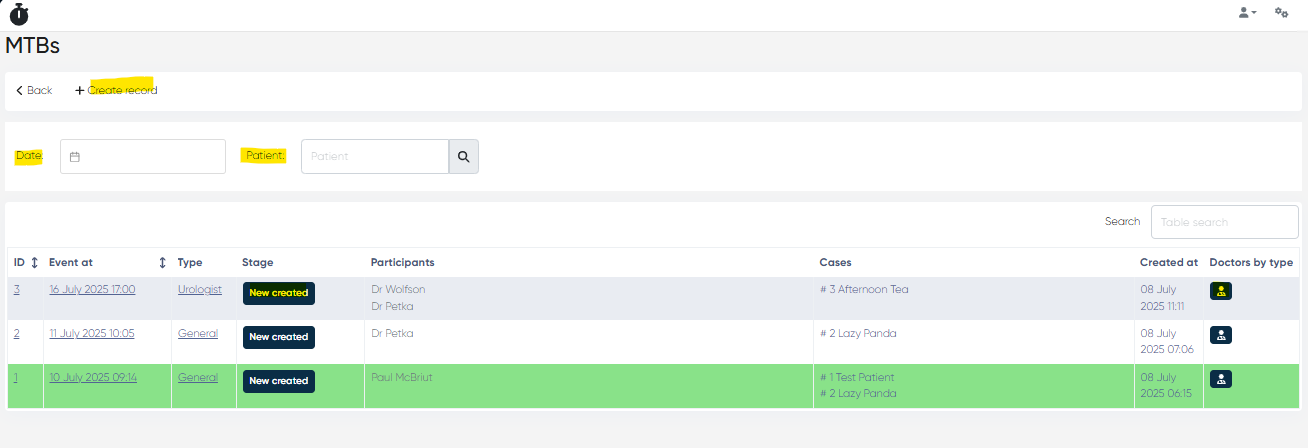 MTBs
Back Create record
Date: Patient: Patient
Search Table search
ID Event at Type Stage Participants Cases Created at Doctors by type
3 16 July 2025 17:00 Urologist New created Dr Wolfson # 3 Afternoon Tea 08 July
Dr Petka 2025 11:11
2 11 July 2025 10:05 General New created Dr Petka # 2 Lazy Panda 08 July
2025 07:06
1 10 July 2025 09:14 General New created Paul McBriut # 1 Test Patient 08 July
# 2 Lazy Panda 2025 06:15